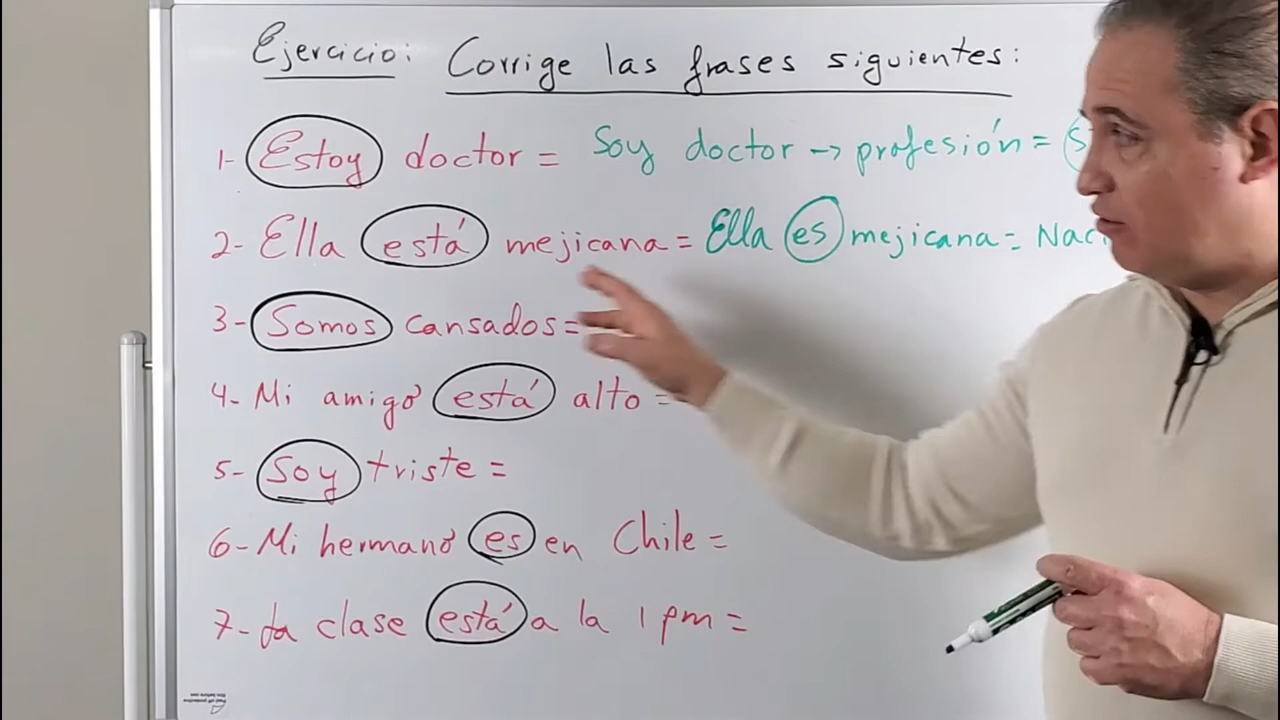 Ejercicio: Corrige las frases siguientes:
1- Estoy doctor = Soy doctor → profesión =
2- Ella está mejicana = Ella es mejicana =
3- Somos cansados =
4- Mi amigo está alto =
5- Soy triste =
6- Mi hermano es en Chile =
7- La clase está a la 1 pm =